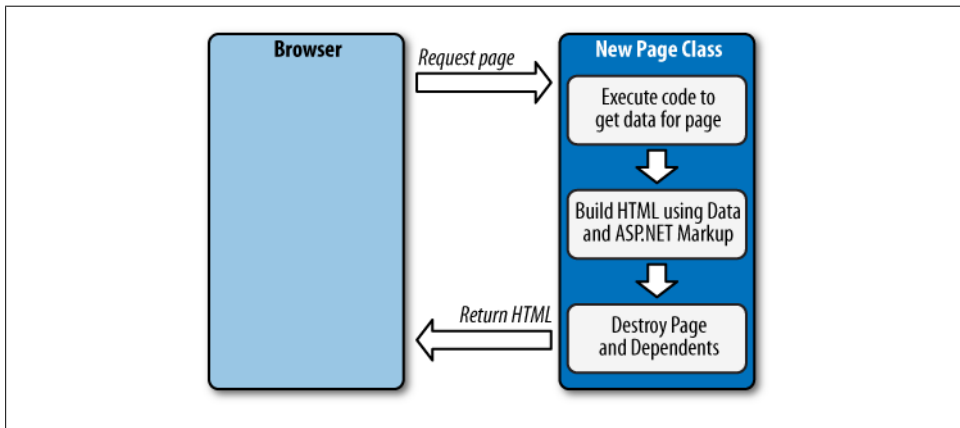 Browser
Request page
New Page Class
Execute code to
get data for page
Build HTML using Data
and ASP.NET Markup
Return HTML
Destroy Page
and Dependents